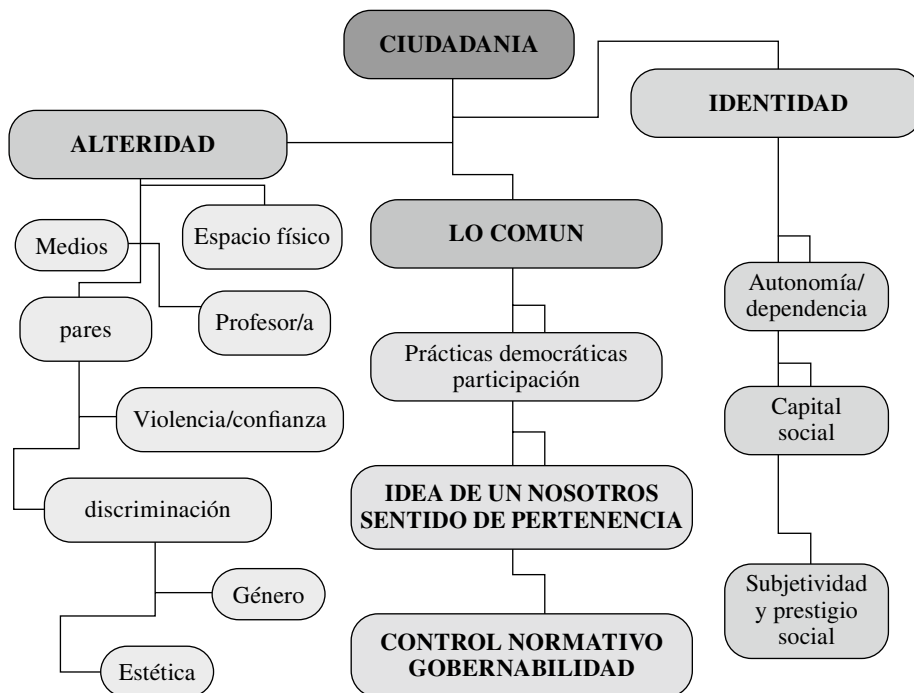 CIUDADANIA
IDENTIDAD
ALTERIDAD
LO COMUN
Espacio físico
Medios
Profesor/a
pares
Autonomía/
dependencia
Prácticas democráticas
participación
Violencia/confianza
Capital
social
IDEA DE UN NOSOTROS
SENTIDO DE PERTENENCIA
discriminación
Género
Subjetividad
y prestigio
social
CONTROL NORMATIVO
GOBERNABILIDAD
Estética